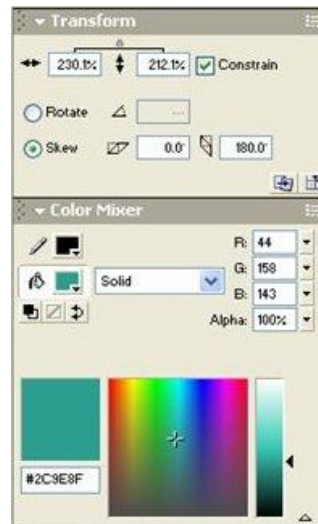 Transform
230.1% 212.1% Constrain
Rotate ...
Skew 0.0° 180.0°
Color Mixer
R: 44
G: 158
Solid
B: 143
Alpha: 100%
#2C9E8F